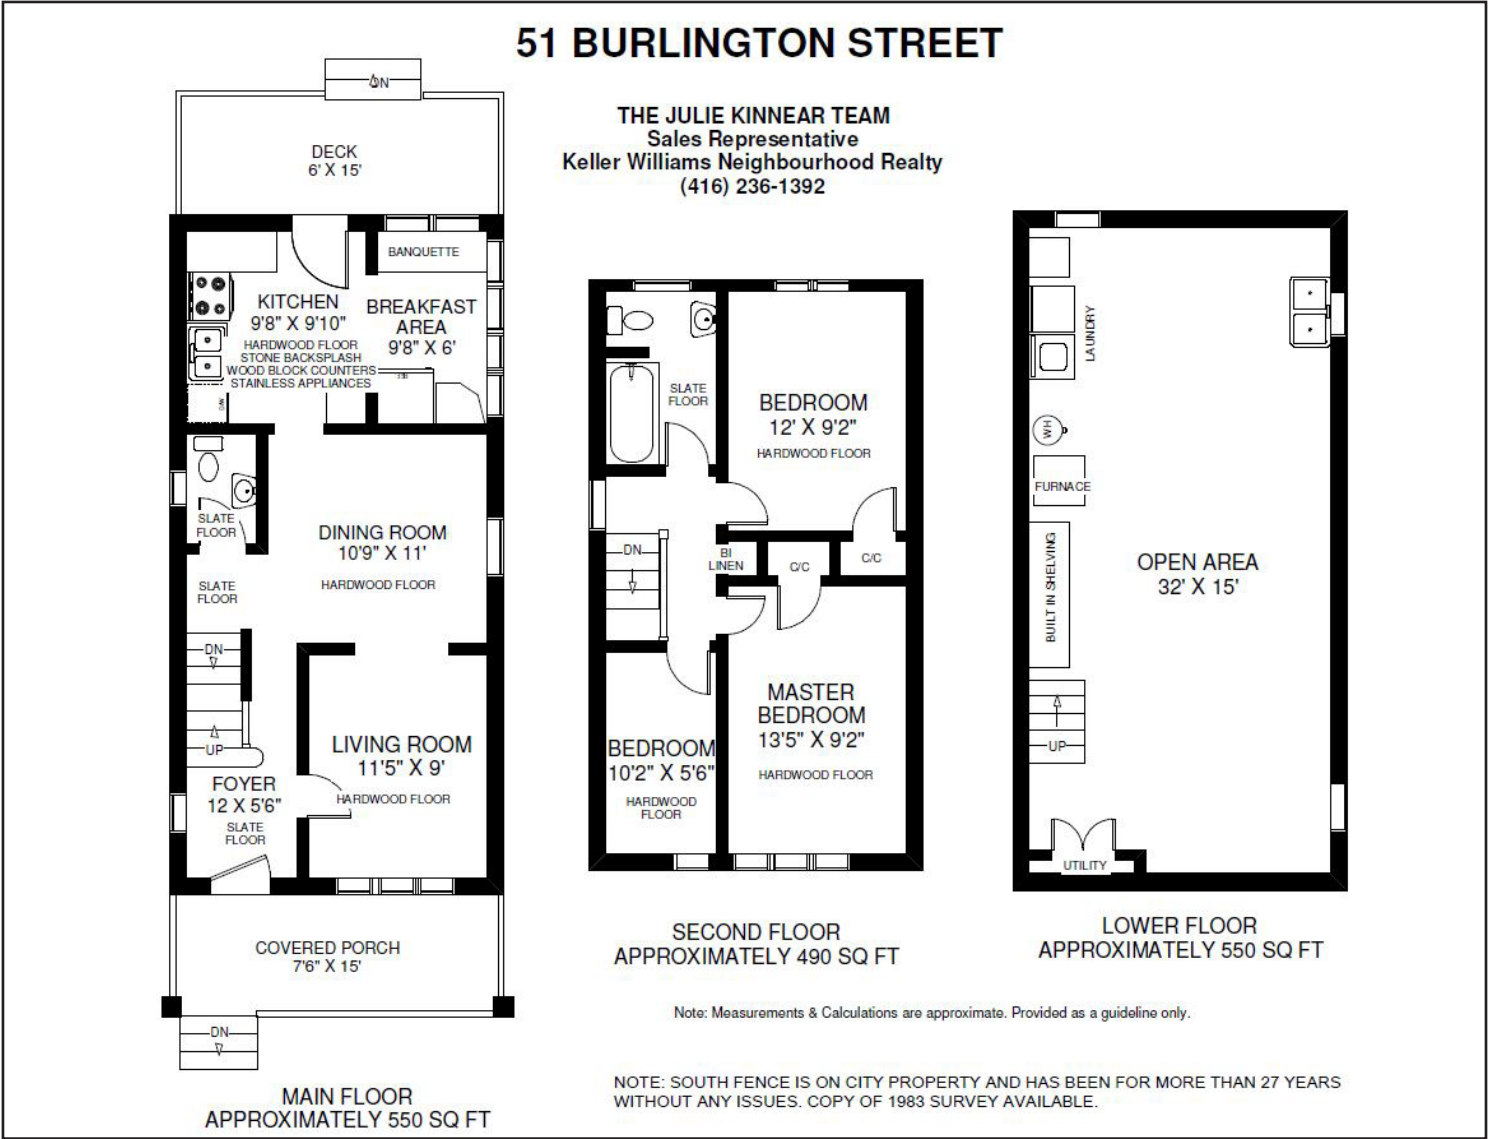 51 BURLINGTON STREET
THE JULIE KINNEAR TEAM
Sales Representative
Keller Williams Neighbourhood Realty
(416) 236-1392
DN
DECK
6' X 15'
BANQUETTE
KITCHEN
9'8" X 9'10"
HARDWOOD FLOOR
STONE BACKSPLASH
WOOD BLOCK COUNTERS
STAINLESS APPLIANCES
BREAKFAST
AREA
9'8" X 6'
D/W
SLATE
FLOOR
DINING ROOM
10'9" X 11'
HARDWOOD FLOOR
SLATE
FLOOR
DN
UP
LIVING ROOM
11'5" X 9'
HARDWOOD FLOOR
FOYER
12 X 5'6"
SLATE
FLOOR
COVERED PORCH
7'6" X 15'
DN
MAIN FLOOR
APPROXIMATELY 550 SQ FT
SLATE
FLOOR
BEDROOM
12' X 9'2"
HARDWOOD FLOOR
DN
BI
LINEN
C/C
C/C
MASTER
BEDROOM
13'5" X 9'2"
HARDWOOD FLOOR
BEDROOM
10'2" X 5'6"
HARDWOOD
FLOOR
SECOND FLOOR
APPROXIMATELY 490 SQ FT
LAUNDRY
WH
FURNACE
BUILT IN SHELVING
OPEN AREA
32' X 15'
UP
UTILITY
LOWER FLOOR
APPROXIMATELY 550 SQ FT
Note: Measurements & Calculations are approximate. Provided as a guideline only.
NOTE: SOUTH FENCE IS ON CITY PROPERTY AND HAS BEEN FOR MORE THAN 27 YEARS
WITHOUT ANY ISSUES. COPY OF 1983 SURVEY AVAILABLE.